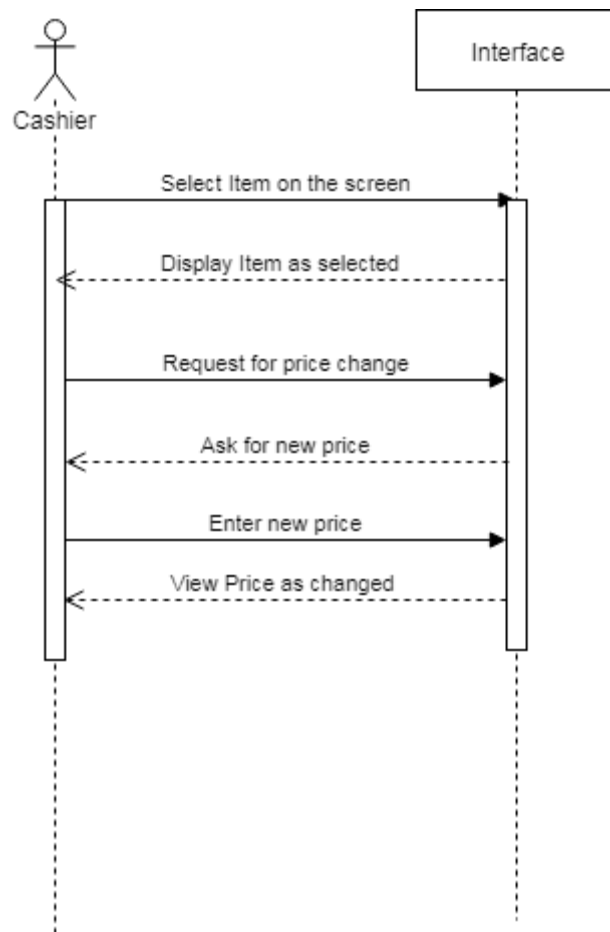 Interface
Cashier
Select Item on the screen
Display Item as selected
Request for price change
Ask for new price
Enter new price
View Price as changed